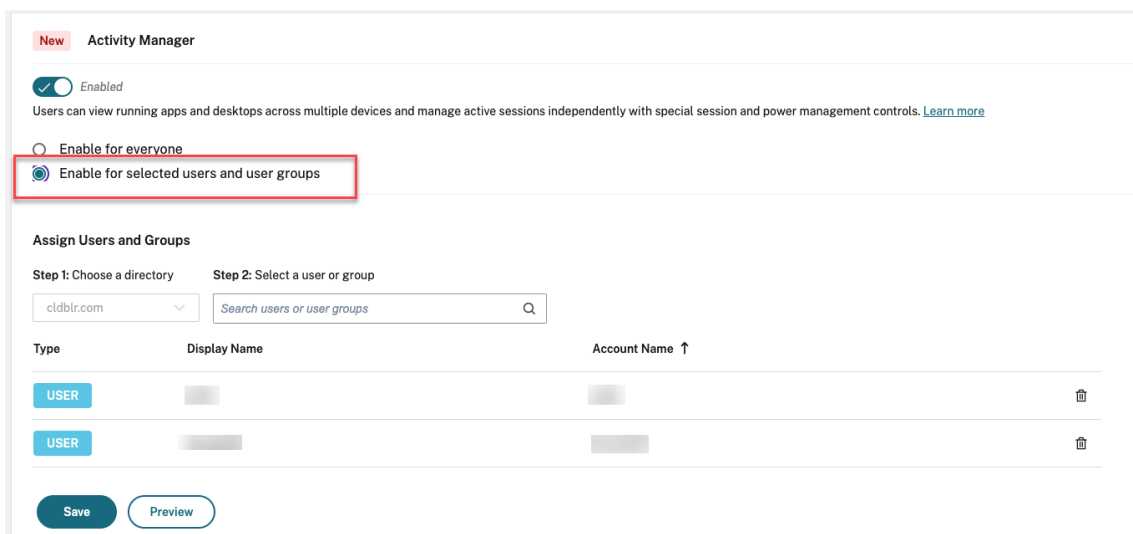 New Activity Manager
Enabled
Users can view running apps and desktops across multiple devices and manage active sessions independently with special session and power management controls. Learn more
Enable for everyone
Enable for selected users and user groups
Assign Users and Groups
Step 1: Choose a directory Step 2: Select a user or group
cldblr.com Search users or user groups
Type Display Name Account Name ↑
USER
USER
Save Preview